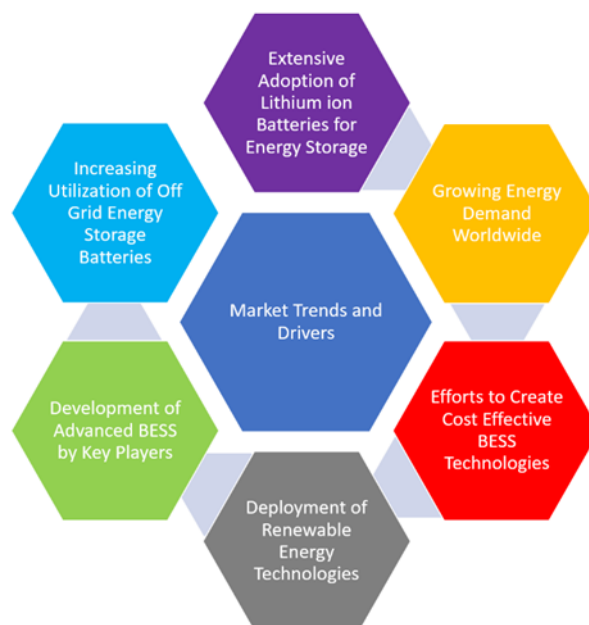 Extensive
Adoption of
Lithium ion
Batteries for
Energy Storage
Increasing
Utilization of Off
Grid Energy
Storage
Batteries
Growing Energy
Demand
Worldwide
Market Trends and
Drivers
Development of
Advanced BESS
by Key Players
Efforts to Create
Cost Effective
BESS
Technologies
Deployment of
Renewable
Energy
Technologies